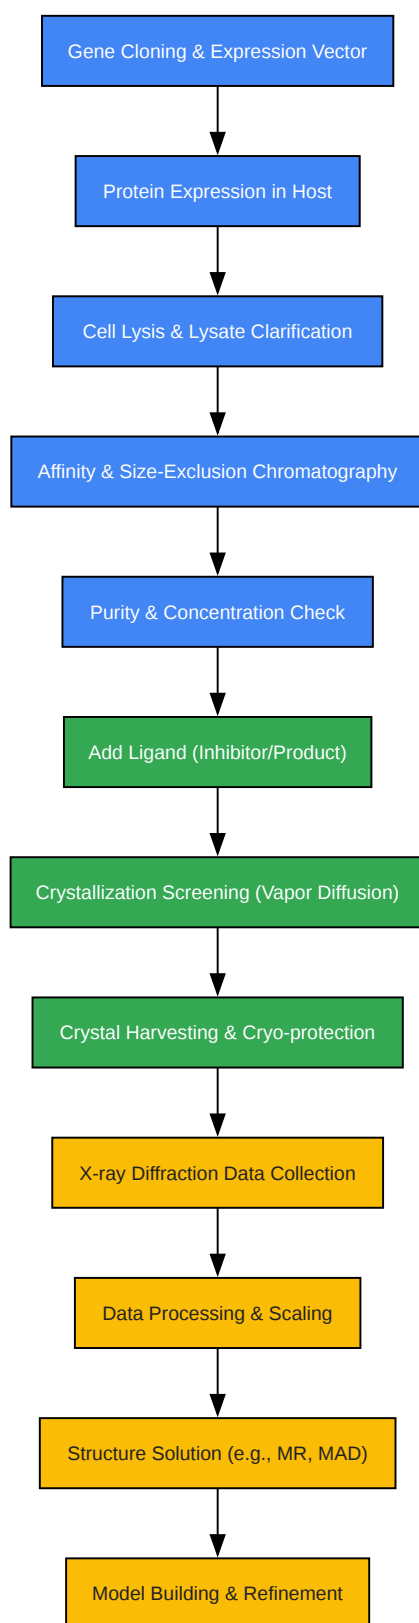 Gene Cloning & Expression Vector
Protein Expression in Host
Cell Lysis & Lysate Clarification
Affinity & Size-Exclusion Chromatography
Purity & Concentration Check
Add Ligand (Inhibitor/Product)
Crystallization Screening (Vapor Diffusion)
Crystal Harvesting & Cryo-protection
X-ray Diffraction Data Collection
Data Processing & Scaling
Structure Solution (e.g., MR, MAD)
Model Building & Refinement